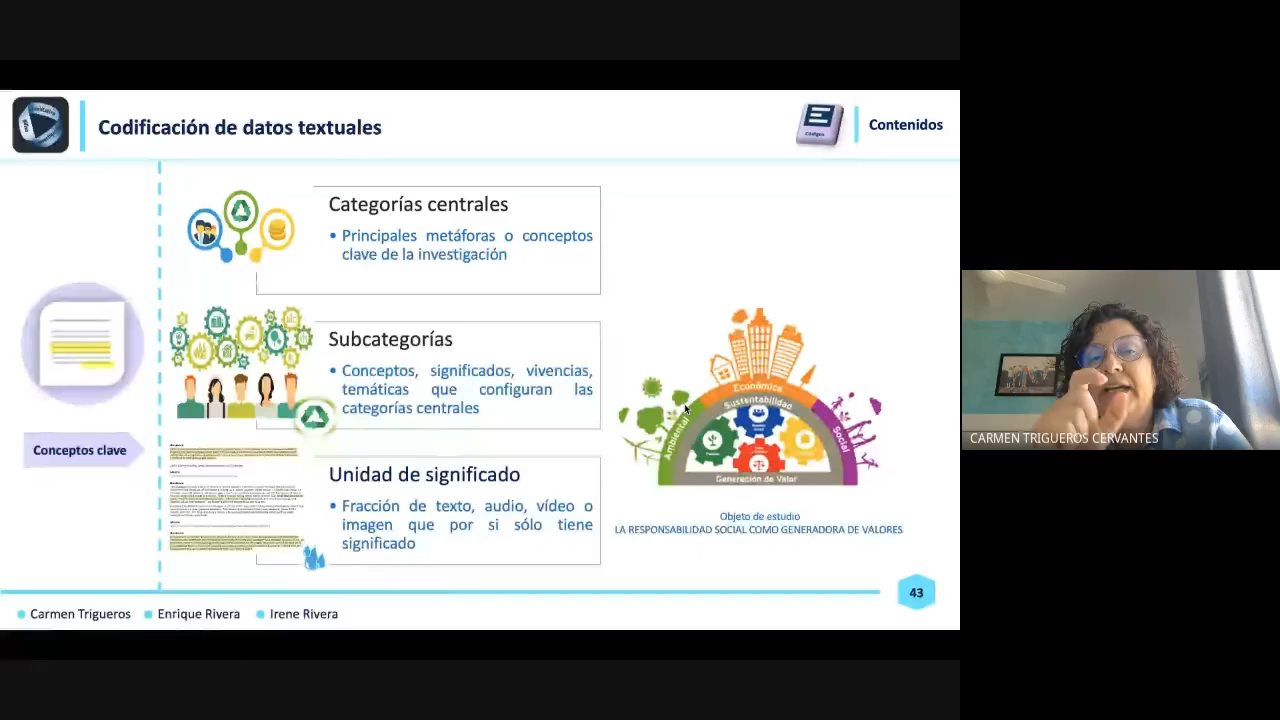 Codificación de datos textuales
Códigos
Contenidos
Categorías centrales
• Principales metáforas o conceptos
clave de la investigación
Subcategorías
• Conceptos, significados, vivencias,
temáticas que configuran las
categorías centrales
Conceptos clave
Unidad de significado
• Fracción de texto, audio, vídeo o
imagen que por si sólo tiene
significado
Económico
Sustentabilidad
Ambiental
Social
Generación de Valor
Objeto de estudio
LA RESPONSABILIDAD SOCIAL COMO GENERADORA DE VALORES
43
Carmen Trigueros
Enrique Rivera
Irene Rivera
CARMEN TRIGUEROS CERVANTES